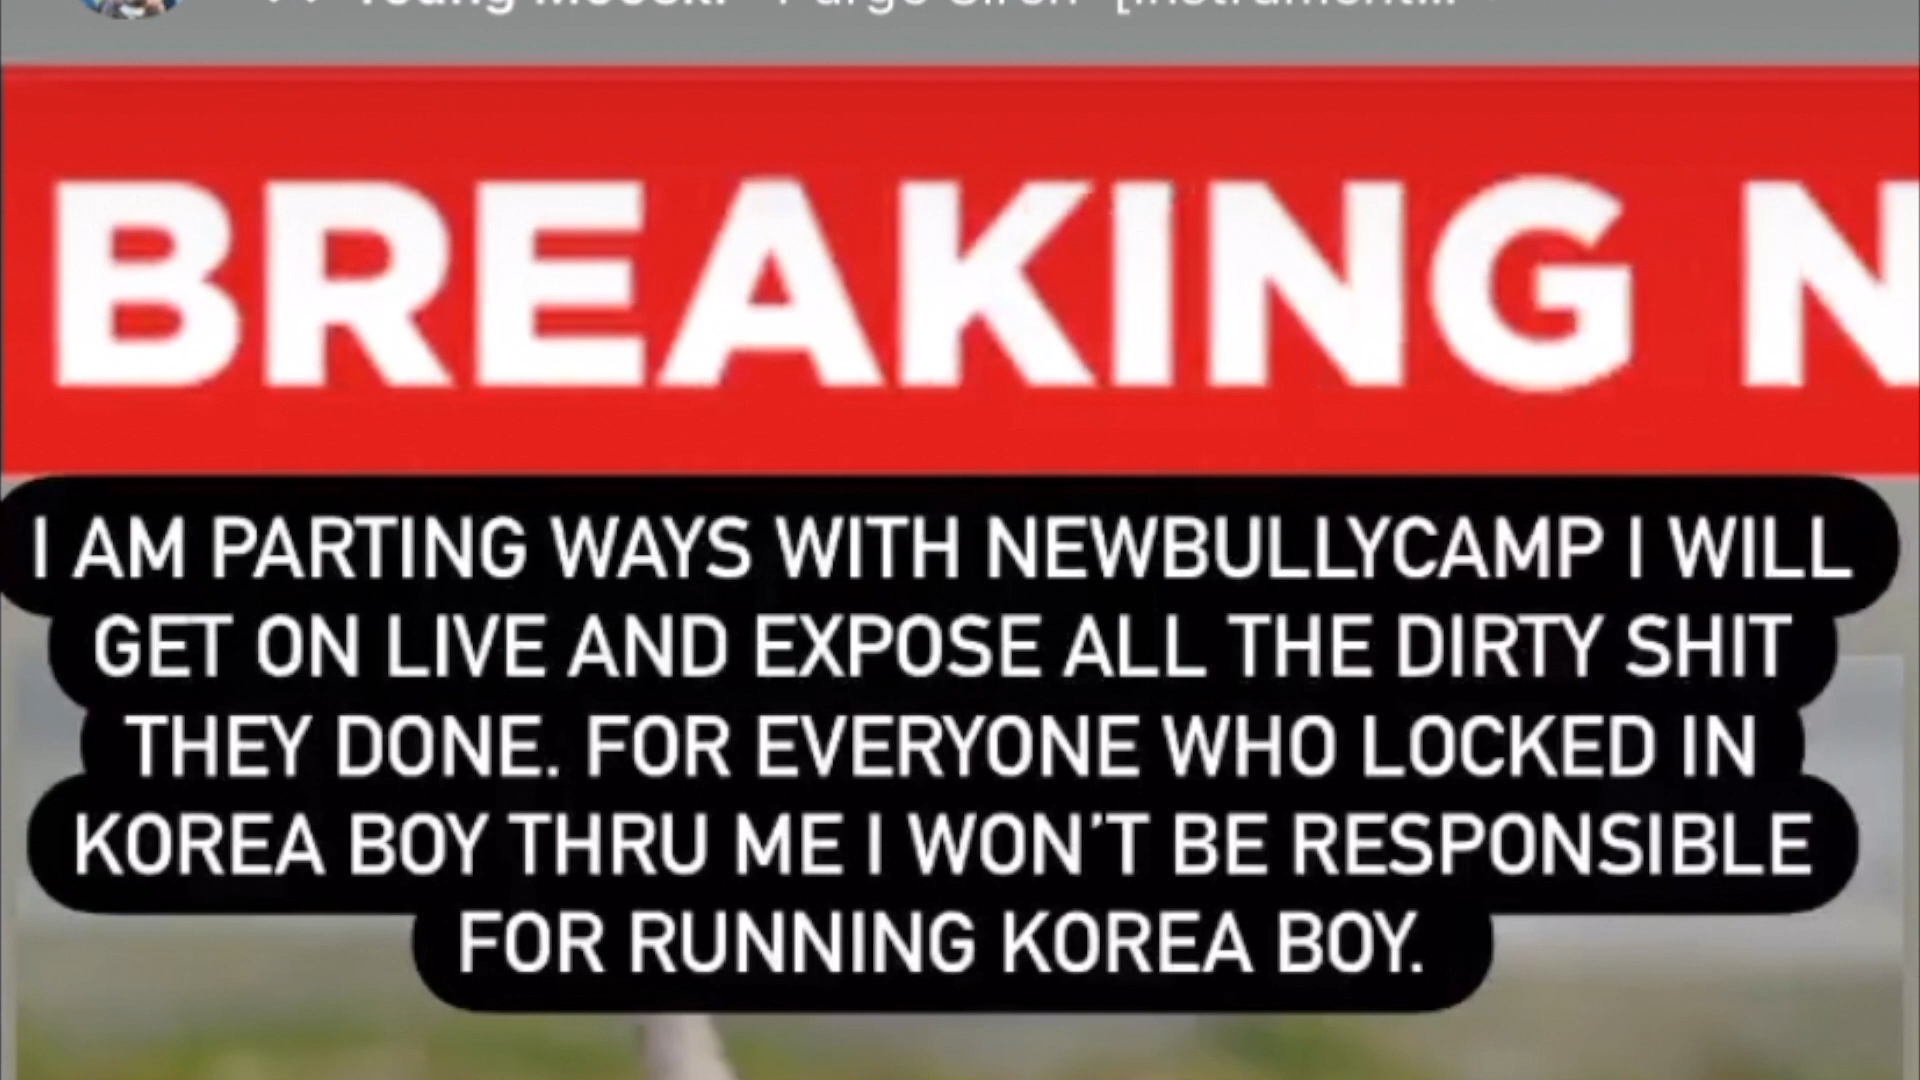 BREAKING N
I AM PARTING WAYS WITH NEWBULLYCAMP I WILL
GET ON LIVE AND EXPOSE ALL THE DIRTY SHIT
THEY DONE. FOR EVERYONE WHO LOCKED IN
KOREA BOY THRU ME I WON'T BE RESPONSIBLE
FOR RUNNING KOREA BOY.